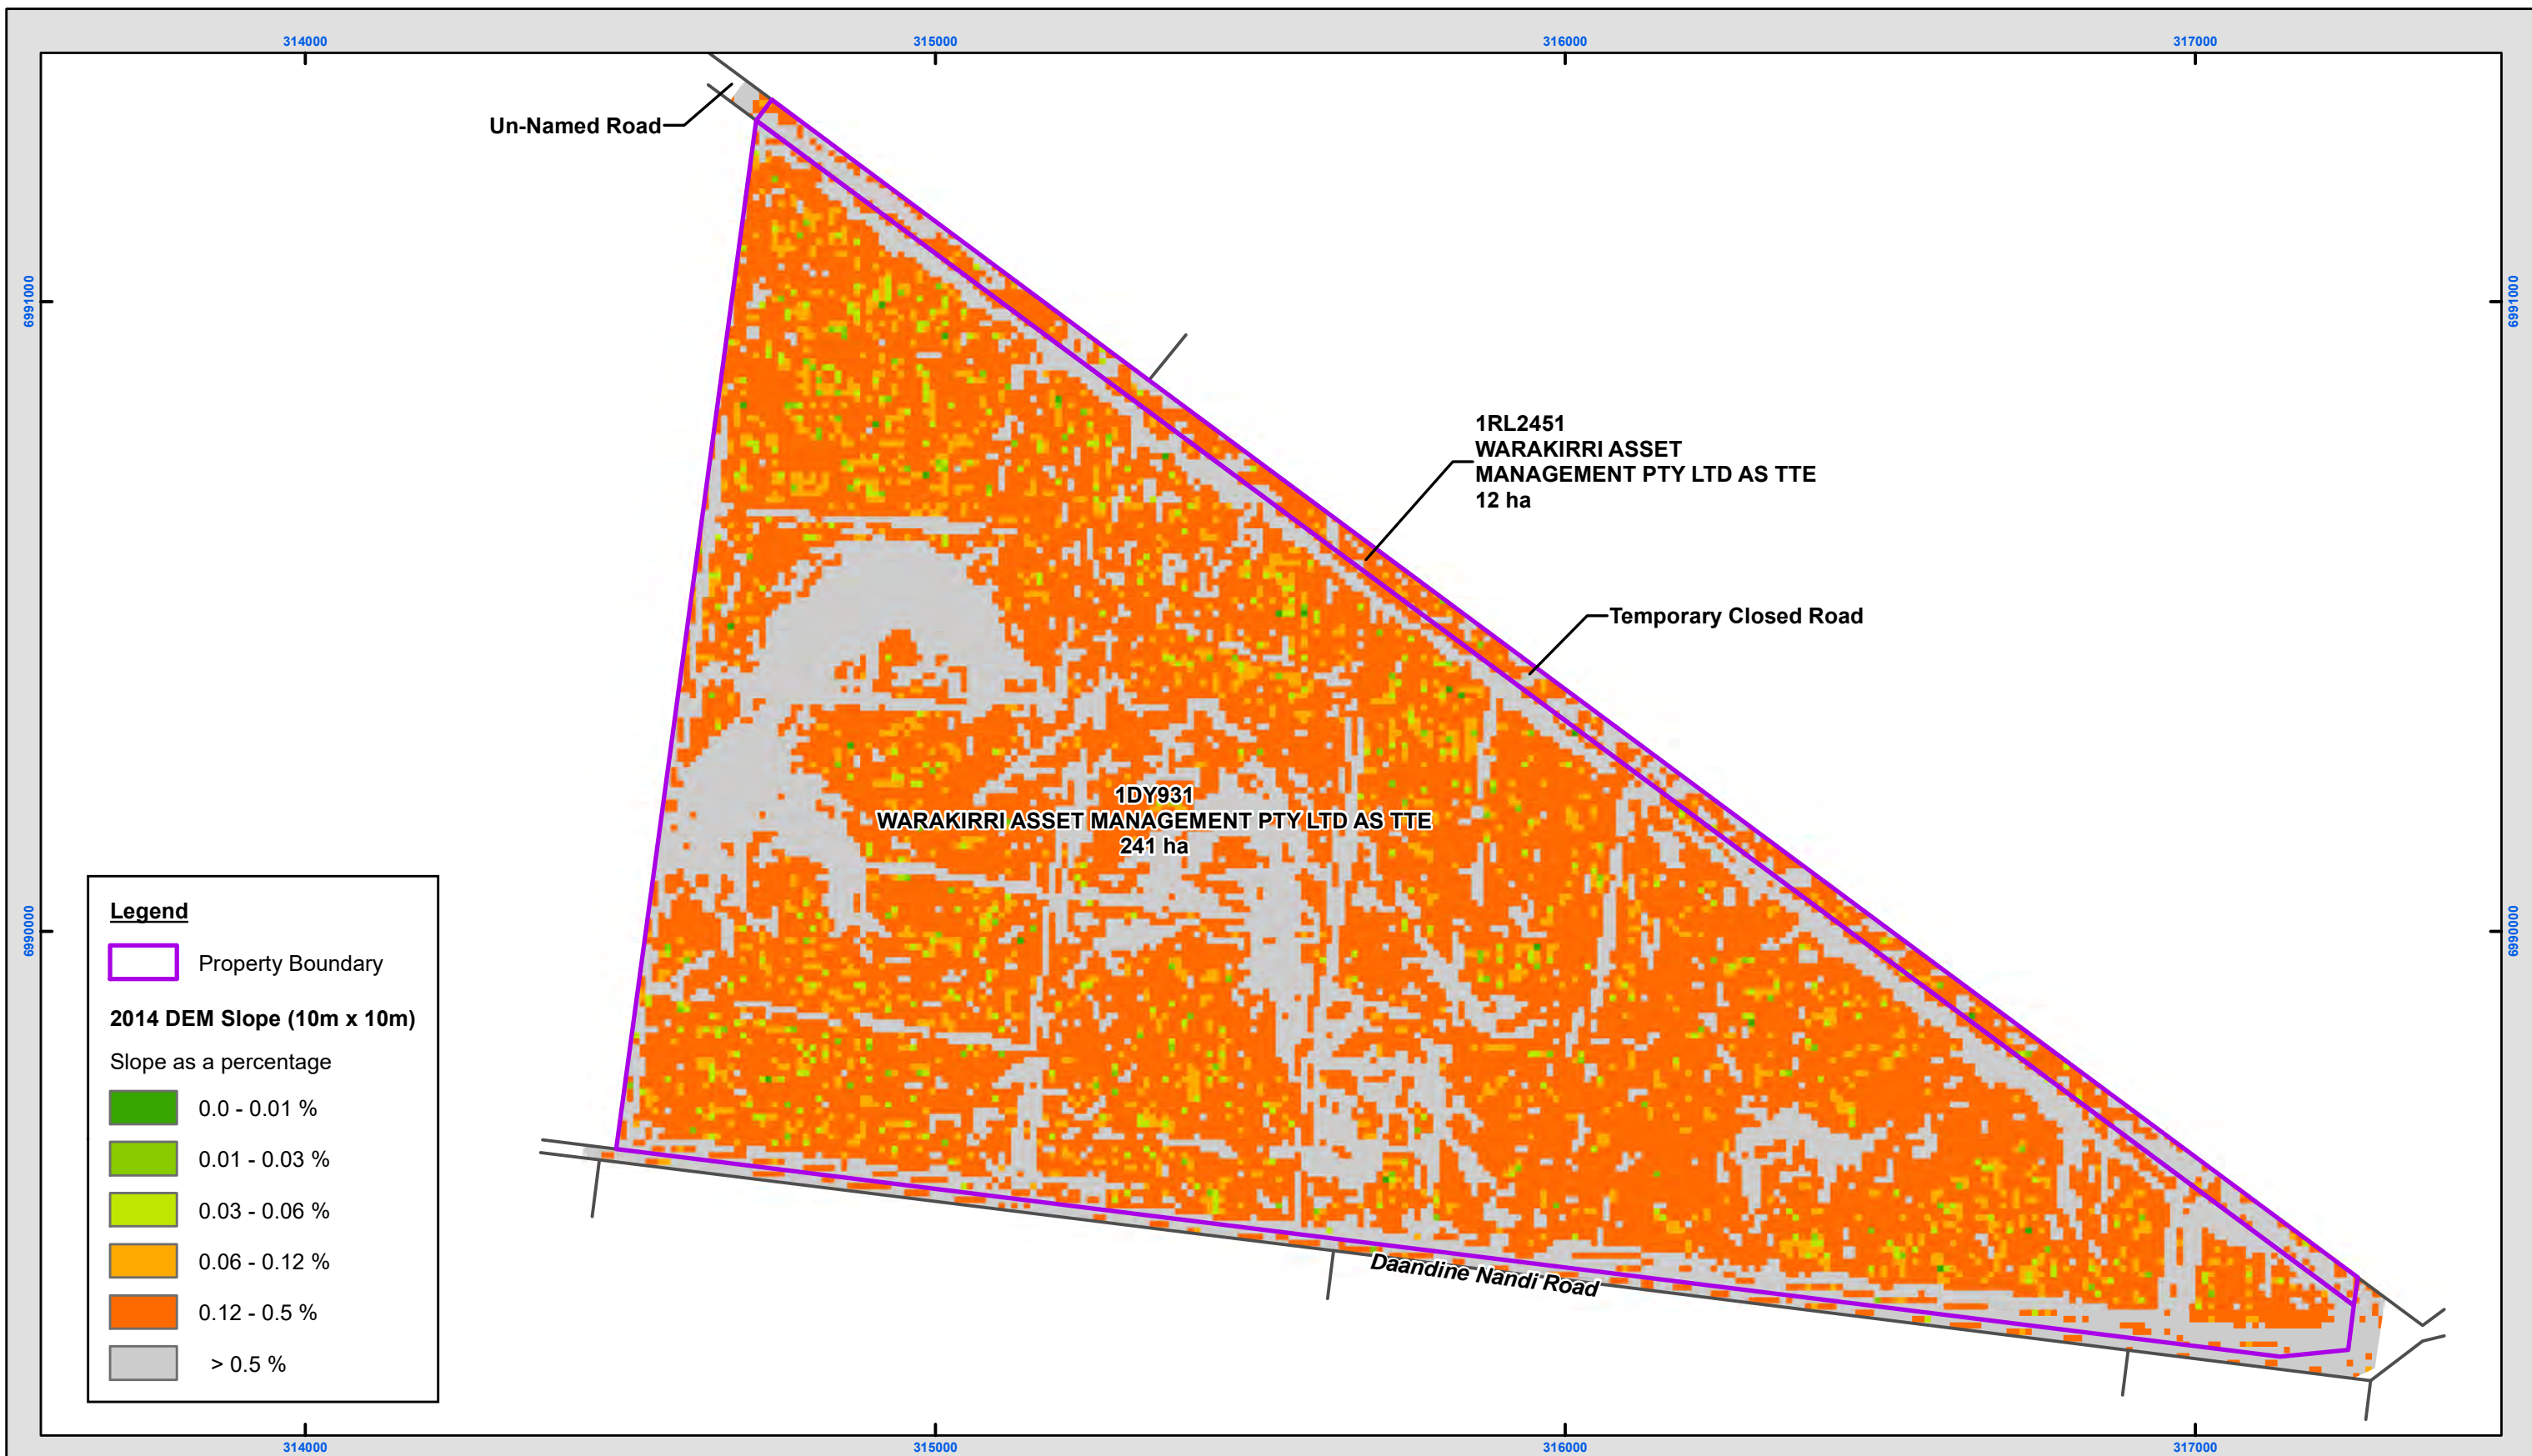 314000
315000
316000
317000
Un-Named Road
6991000
6991000
1RL2451
WARAKIRRI ASSET
MANAGEMENT PTY LTD AS TTE
12 ha
Temporary Closed Road
1DY931
WARAKIRRI ASSET MANAGEMENT PTY LTD AS TTE
241 ha
6990000
6990000
Legend
Property Boundary
2014 DEM Slope (10m x 10m)
Slope as a percentage
0.0 - 0.01 %
0.01 - 0.03 %
0.03 - 0.06 %
0.06 - 0.12 %
0.12 - 0.5 %
> 0.5 %
Daandine Nandi Road
314000
315000
316000
317000